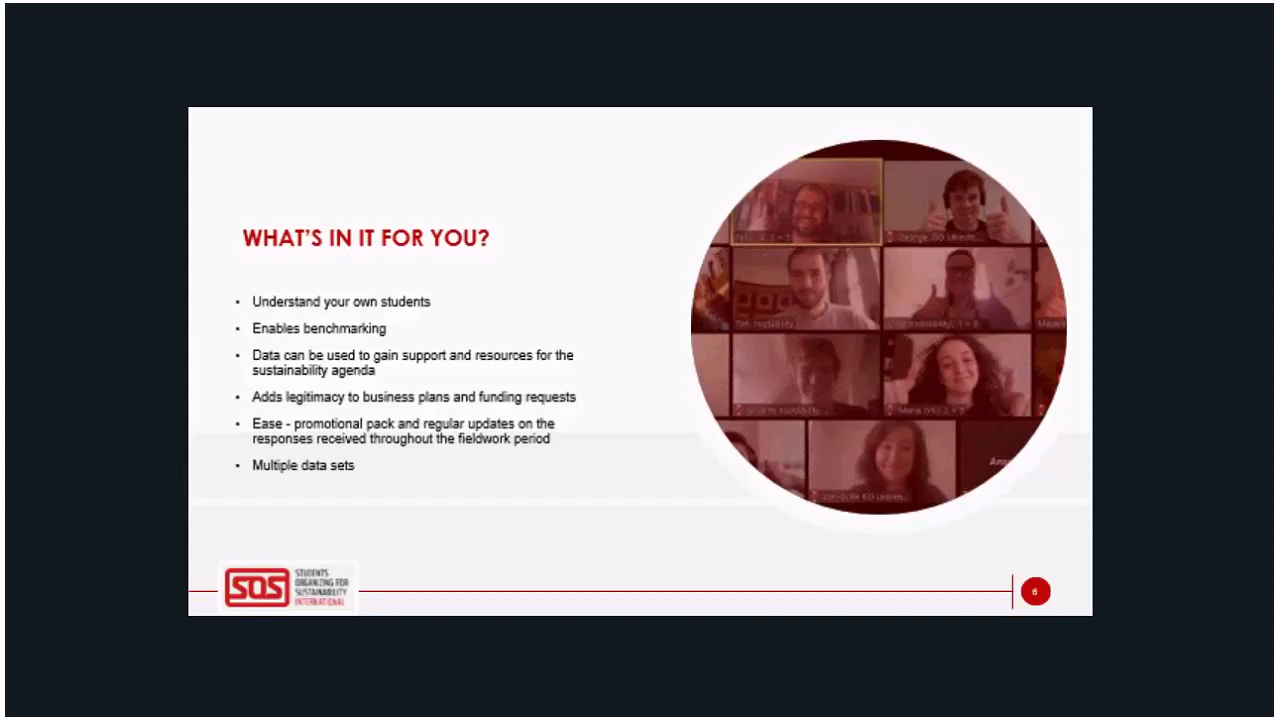 WHAT'S IN IT FOR YOU?
• Understand your own students
• Enables benchmarking
• Data can be used to gain support and resources for the
sustainability agenda
• Adds legitimacy to business plans and funding requests
• Ease - promotional pack and regular updates on the
responses received throughout the fieldwork period
• Multiple data sets
SOS
STUDENTS
ORGANIZING FOR
SUSTAINABILITY
INTERNATIONAL
6